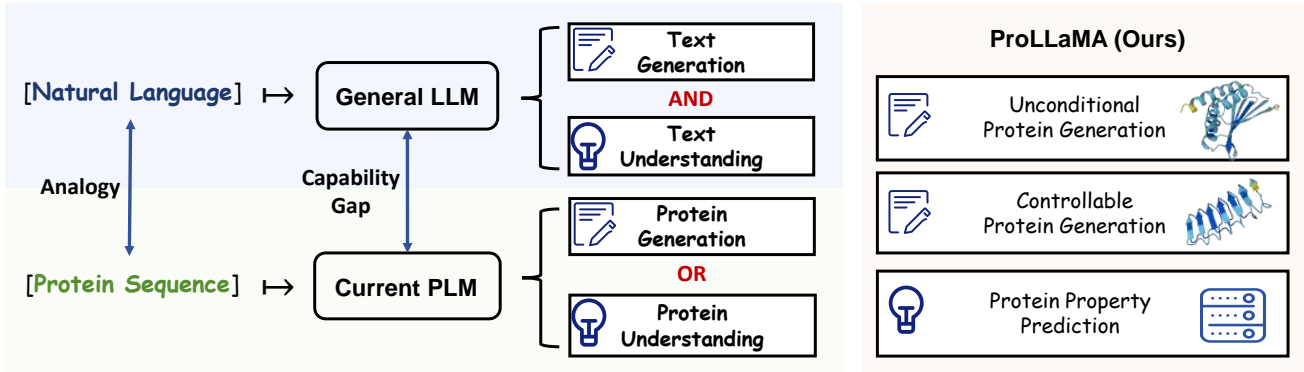 [Natural Language]
General LLM
Text
Generation
AND
Text
Understanding
Analogy
Capability
Gap
[Protein Sequence]
Current PLM
Protein
Generation
OR
Protein
Understanding
ProLLaMA (Ours)
Unconditional
Protein Generation
Controllable
Protein Generation
Protein Property
Prediction